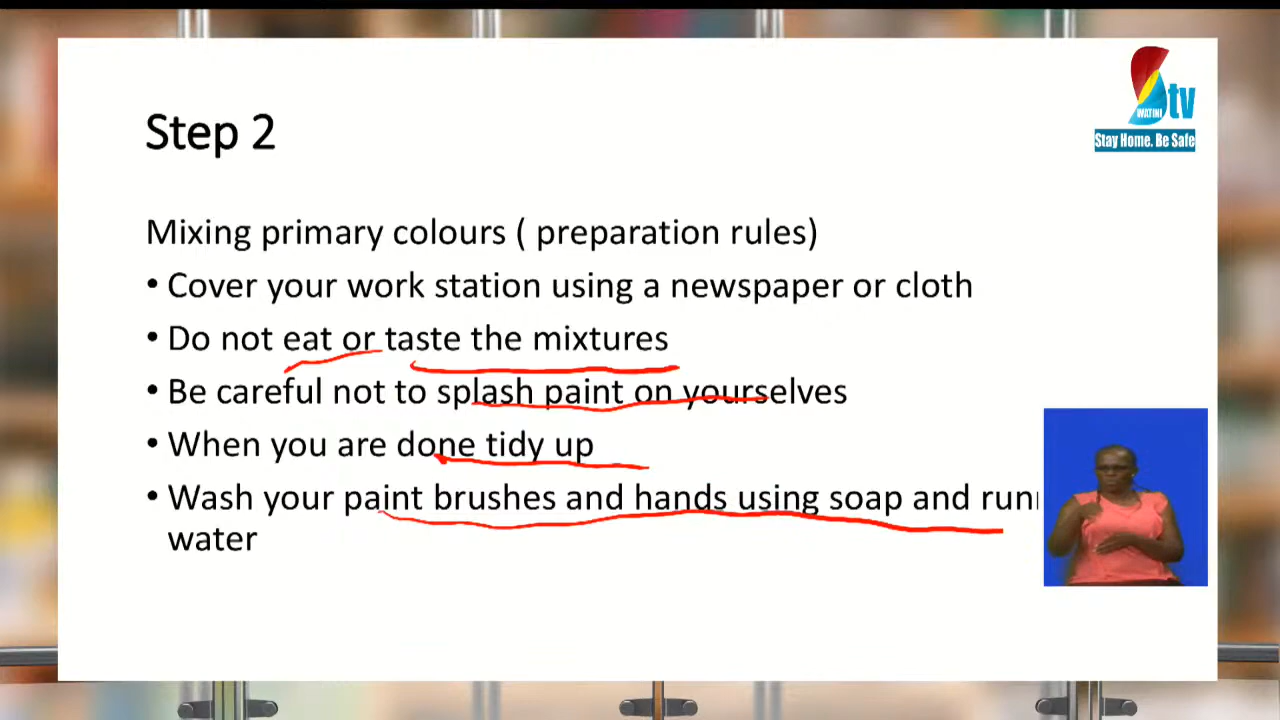 Step 2
Mixing primary colours ( preparation rules)
• Cover your work station using a newspaper or cloth
• Do not eat or taste the mixtures
• Be careful not to splash paint on yourselves
• When you are done tidy up
• Wash your paint brushes and hands using soap and
water
tv
Stay Home. Be Safe